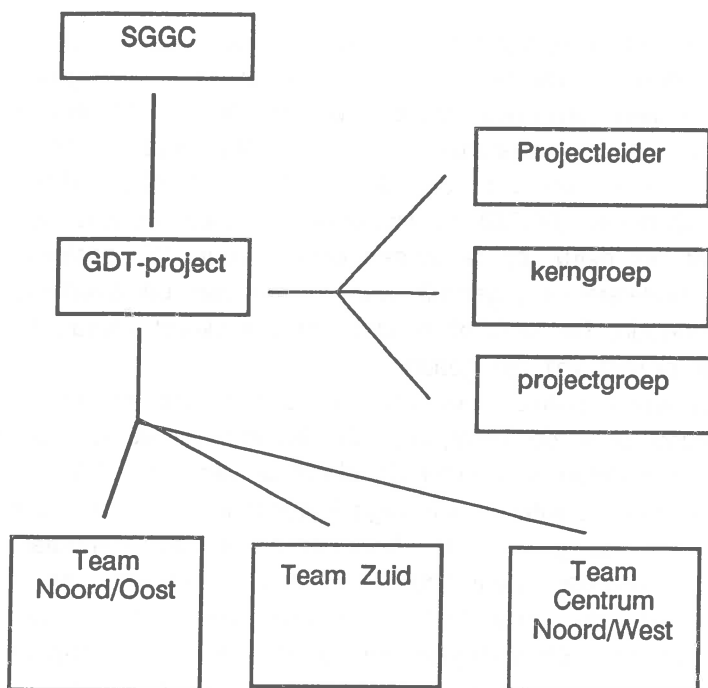 SGGC
Projectleider
GDT-project
kerngroep
projectgroep
Team
Noord/Oost
Team Zuid
Team
Centrum
Noord/West